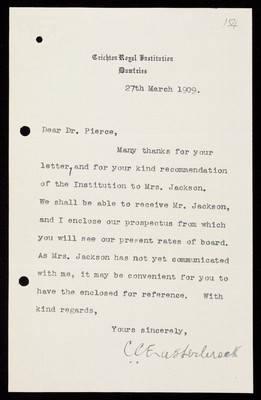 154
Crichton Royal Institution
Dumfries
27th March 1909.
Dear Dr. Pierce,
Many thanks for your
letter, and for your kind recommendation
of the Institution to Mrs. Jackson.
We shall be able to receive Mr. Jackson,
and I enclose our prospectus from which
you will see our present rates of board.
As Mrs. Jackson has not yet communicated
with me, it may be convenient for you to
have the enclosed for reference. With
kind regards,
Yours sincerely,
C C Easterbrook